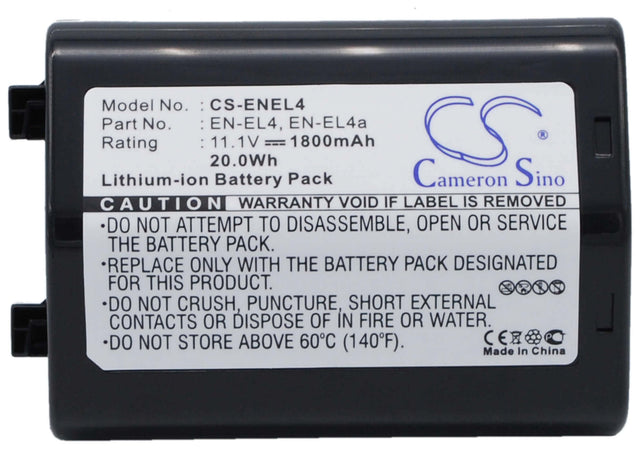 Model No. : CS-ENEL4
Part No. : EN-EL4, EN-EL4a
Rating : 11.1V⎓1800mAh
20.0Wh
Lithium-ion Battery Pack
CS
®
Cameron Sino
CAUTION WARRANTY VOID IF LABEL IS REMOVED
*DO NOT ATTEMPT TO DISASSEMBLE, OPEN OR SERVICE
THE BATTERY PACK.
*REPLACE ONLY WITH THE BATTERY PACK DESIGNED FOR
THIS PRODUCT.
*DO NOT CRUSH, PUNCTURE, SHORT EXTERNAL
CONTACTS OR DISPOSE OF IN FIRE OR WATER.
*DO NOT STORE ABOVE 60°C (140°F)
CE
Made In China